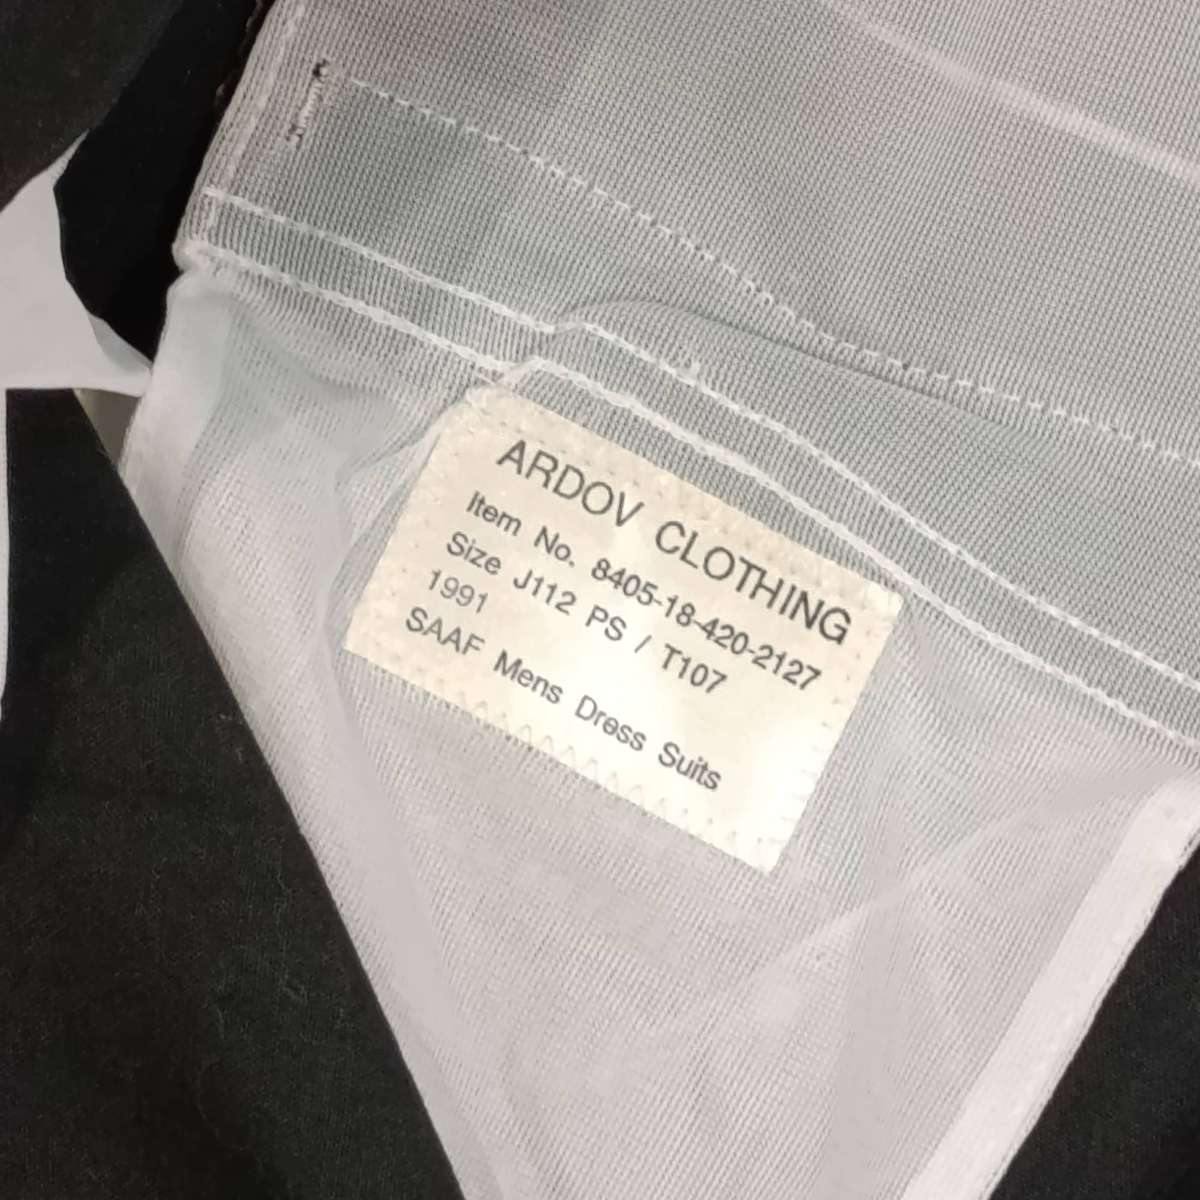 ARDOV CLOTHING
Item No. 8405-18-420-2127
Size J112 PS / T107
1991
SAAF Mens Dress Suits